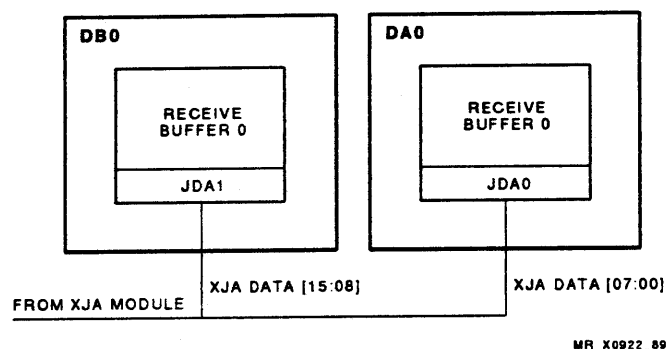 DB0
DA0
RECEIVE
BUFFER 0
RECEIVE
BUFFER 0
JDA1
JDA0
XJA DATA [15:08]
XJA DATA [07:00]
FROM XJA MODULE
MR X0922 89